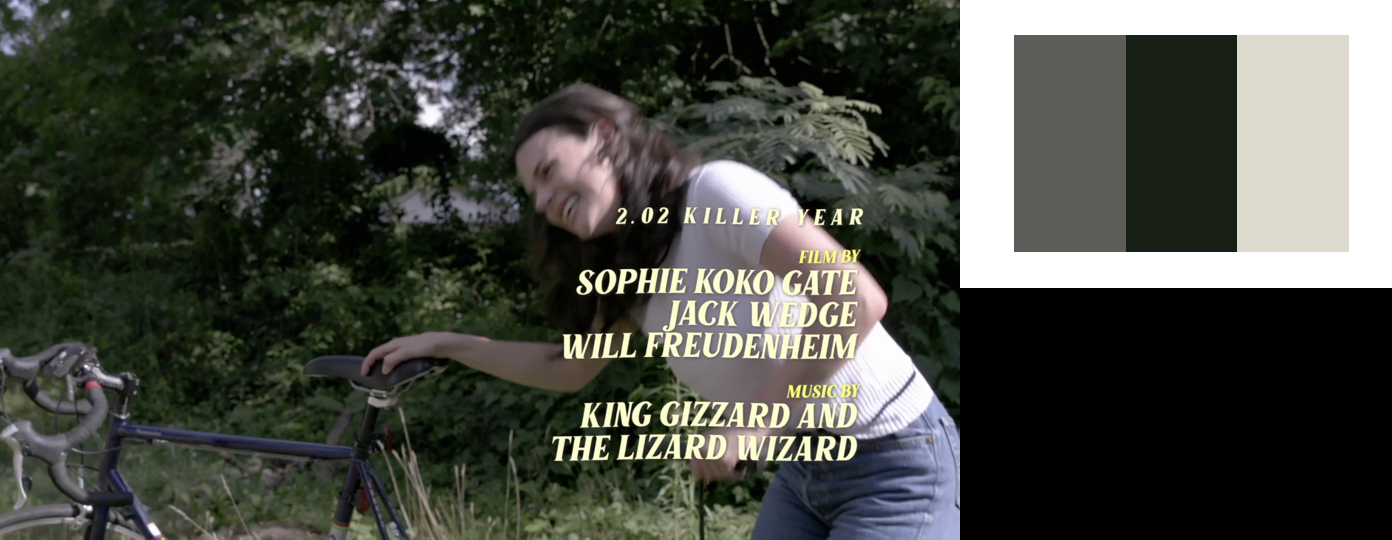 2.02 KILLER YEAR
FILM BY
SOPHIE KOKO GATE
JACK WEDGE
WILL FREUDENHEIM
MUSIC BY
KING GIZZARD AND
THE LIZARD WIZARD